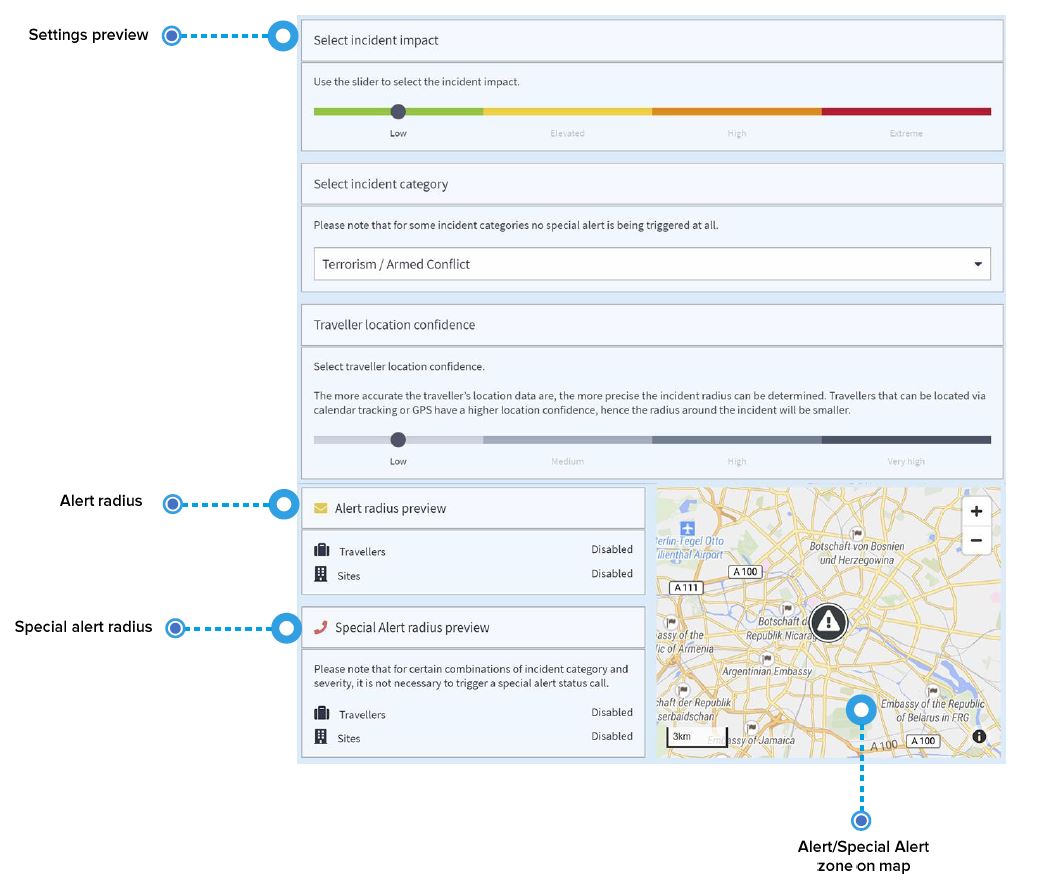 Settings preview
Select incident impact
Use the slider to select the incident impact.
Low
Elevated
High
Extreme
Select incident category
Please note that for some incident categories no special alert is being triggered at all.
Terrorism / Armed Conflict
Traveller location confidence
Select traveller location confidence.
The more accurate the traveller's location data are, the more precise the incident radius can be determined. Travellers that can be located via
calendar tracking or GPS have a higher location confidence, hence the radius around the incident will be smaller.
Low
Medium
High
Very high
Alert radius
Alert radius preview
Travellers
Disabled
Sites
Disabled
Special alert radius
Special Alert radius preview
Please note that for certain combinations of incident category and
severity, it is not necessary to trigger a special alert status call.
Travellers
Disabled
Sites
Disabled
+
−
erlin-Tegel Otto
ilienthal Airport
Botschaft von Bosnien
und Herzegowina
A 100
A 111
Botschaft d
Republik Nicarag
assy of the
lic of Armenia
Argentinian Embassy
chaft der Republik
serbaidschan
Embassy of the Republic
of Belarus in FRG
3km
Embassy of Jamaica
A 100
A 100
Alert/Special Alert
zone on map